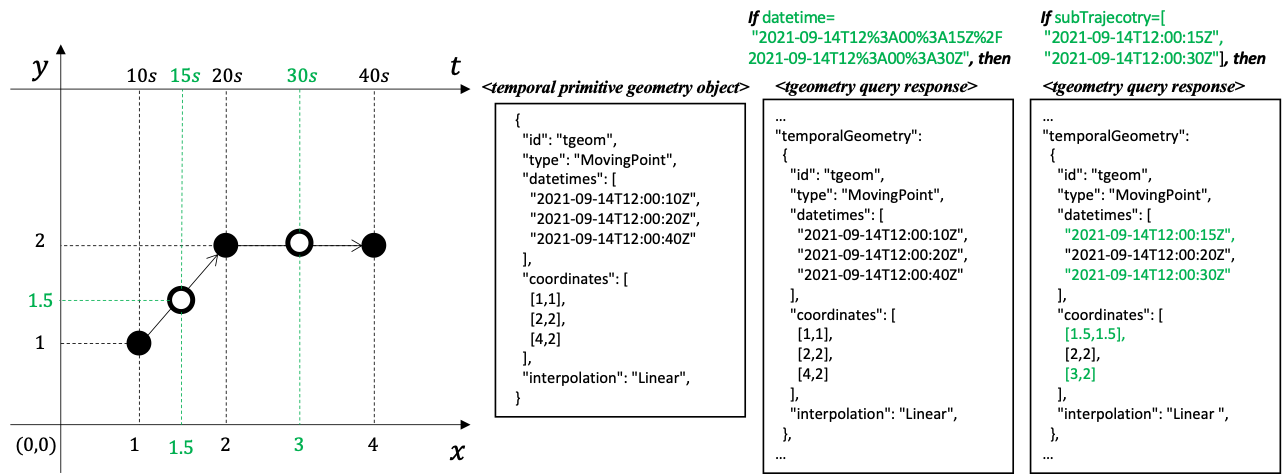 y
10s 15s 20s 30s 40s t
2
1.5
1
(0,0) 1 1.5 2 3 4 x
<temporal primitive geometry object>
{
"id": "tgeom",
"type": "MovingPoint",
"datetimes": [
"2021-09-14T12:00:10Z",
"2021-09-14T12:00:20Z",
"2021-09-14T12:00:40Z"
],
"coordinates": [
[1,1],
[2,2],
[4,2]
],
"interpolation": "Linear",
}
If datetime=
"2021-09-14T12%3A00%3A15Z%2F
2021-09-14T12%3A00%3A30Z", then
<tgeometry query response>
...
"temporalGeometry":
{
"id": "tgeom",
"type": "MovingPoint",
"datetimes": [
"2021-09-14T12:00:10Z",
"2021-09-14T12:00:20Z",
"2021-09-14T12:00:40Z"
],
"coordinates": [
[1,1],
[2,2],
[4,2]
],
"interpolation": "Linear",
},
...
If subTrajecotry=[
"2021-09-14T12:00:15Z",
"2021-09-14T12:00:30Z"], then
<tgeometry query response>
...
"temporalGeometry":
{
"id": "tgeom",
"type": "MovingPoint",
"datetimes": [
"2021-09-14T12:00:15Z",
"2021-09-14T12:00:20Z",
"2021-09-14T12:00:30Z"
],
"coordinates": [
[1.5,1.5],
[2,2],
[3,2]
],
"interpolation": "Linear ",
},
...